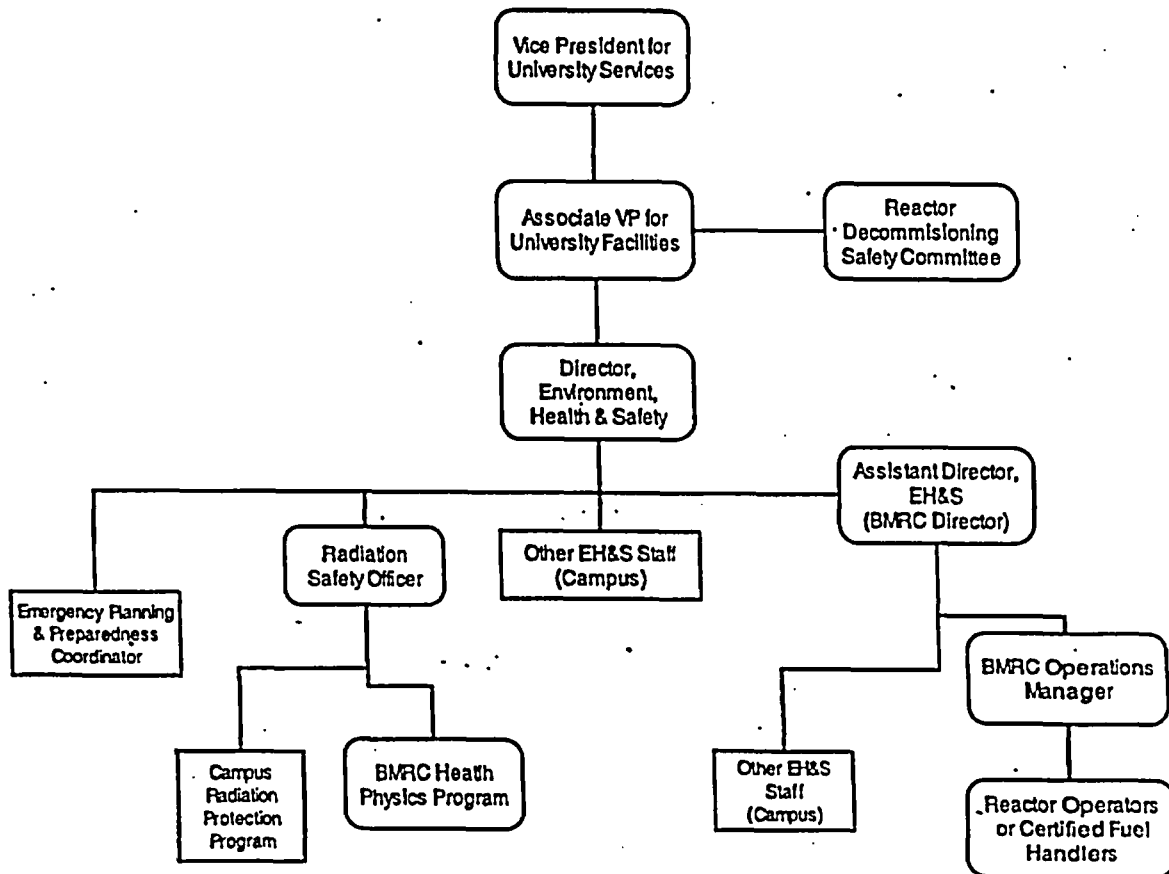 Vice President for
University Services
Associate VP for
University Facilities
Reactor
Decommisioning
Safety Committee
Director,
Environment,
Health & Safety
Assistant Director,
EH&S
(BMRC Director)
Radiation
Safety Officer
Other EH&S Staff
(Campus)
Emergency Planning
& Preparedness
Coordinator
BMRC Operations
Manager
Campus
Radiation
Protection
Program
BMRC Health
Physics Program
Other EH&S
Staff
(Campus)
Reactor Operators
or Certified Fuel
Handlers